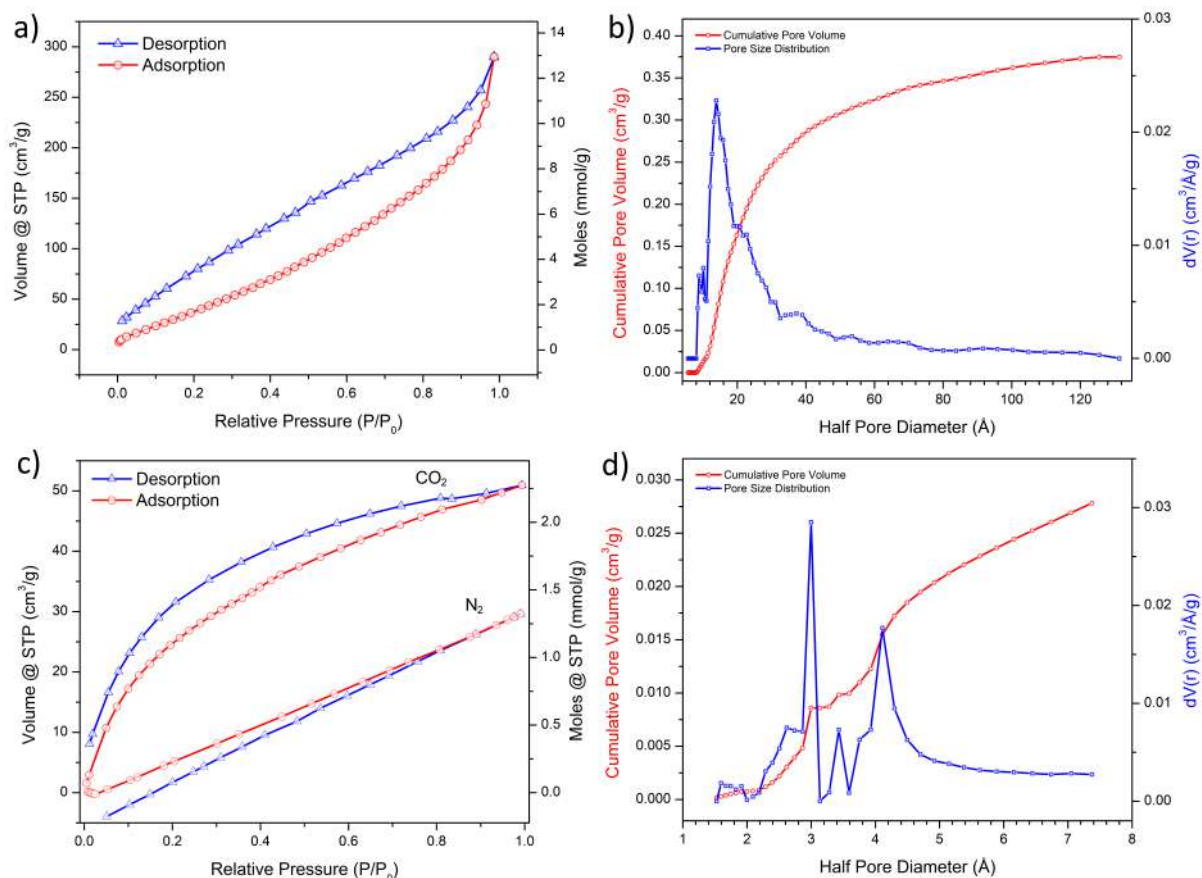 a)
Desorption
Adsorption
300
250
200
150
100
50
0
14
12
10
8
6
4
2
0
0.0 0.2 0.4 0.6 0.8 1.0
Volume @ STP (cm³/g)
Moles (mmol/g)
Relative Pressure (P/P₀)
b)
Cumulative Pore Volume
Pore Size Distribution
0.40
0.35
0.30
0.25
0.20
0.15
0.10
0.05
0.00
0.03
0.02
0.01
0.00
20 40 60 80 100 120
Cumulative Pore Volume (cm³/g)
dV(r) (cm³/Å/g)
Half Pore Diameter (Å)
c)
Desorption
Adsorption
CO₂
N₂
60
50
40
30
20
10
0
2.0
1.5
1.0
0.5
0.0
0.0 0.2 0.4 0.6 0.8 1.0
Volume @ STP (cm³/g)
Moles @ STP (mmol/g)
Relative Pressure (P/P₀)
d)
Cumulative Pore Volume
Pore Size Distribution
0.030
0.025
0.020
0.015
0.010
0.005
0.000
0.03
0.02
0.01
0.00
1 2 3 4 5 6 7 8
Cumulative Pore Volume (cm³/g)
dV(r) (cm³/Å/g)
Half Pore Diameter (Å)